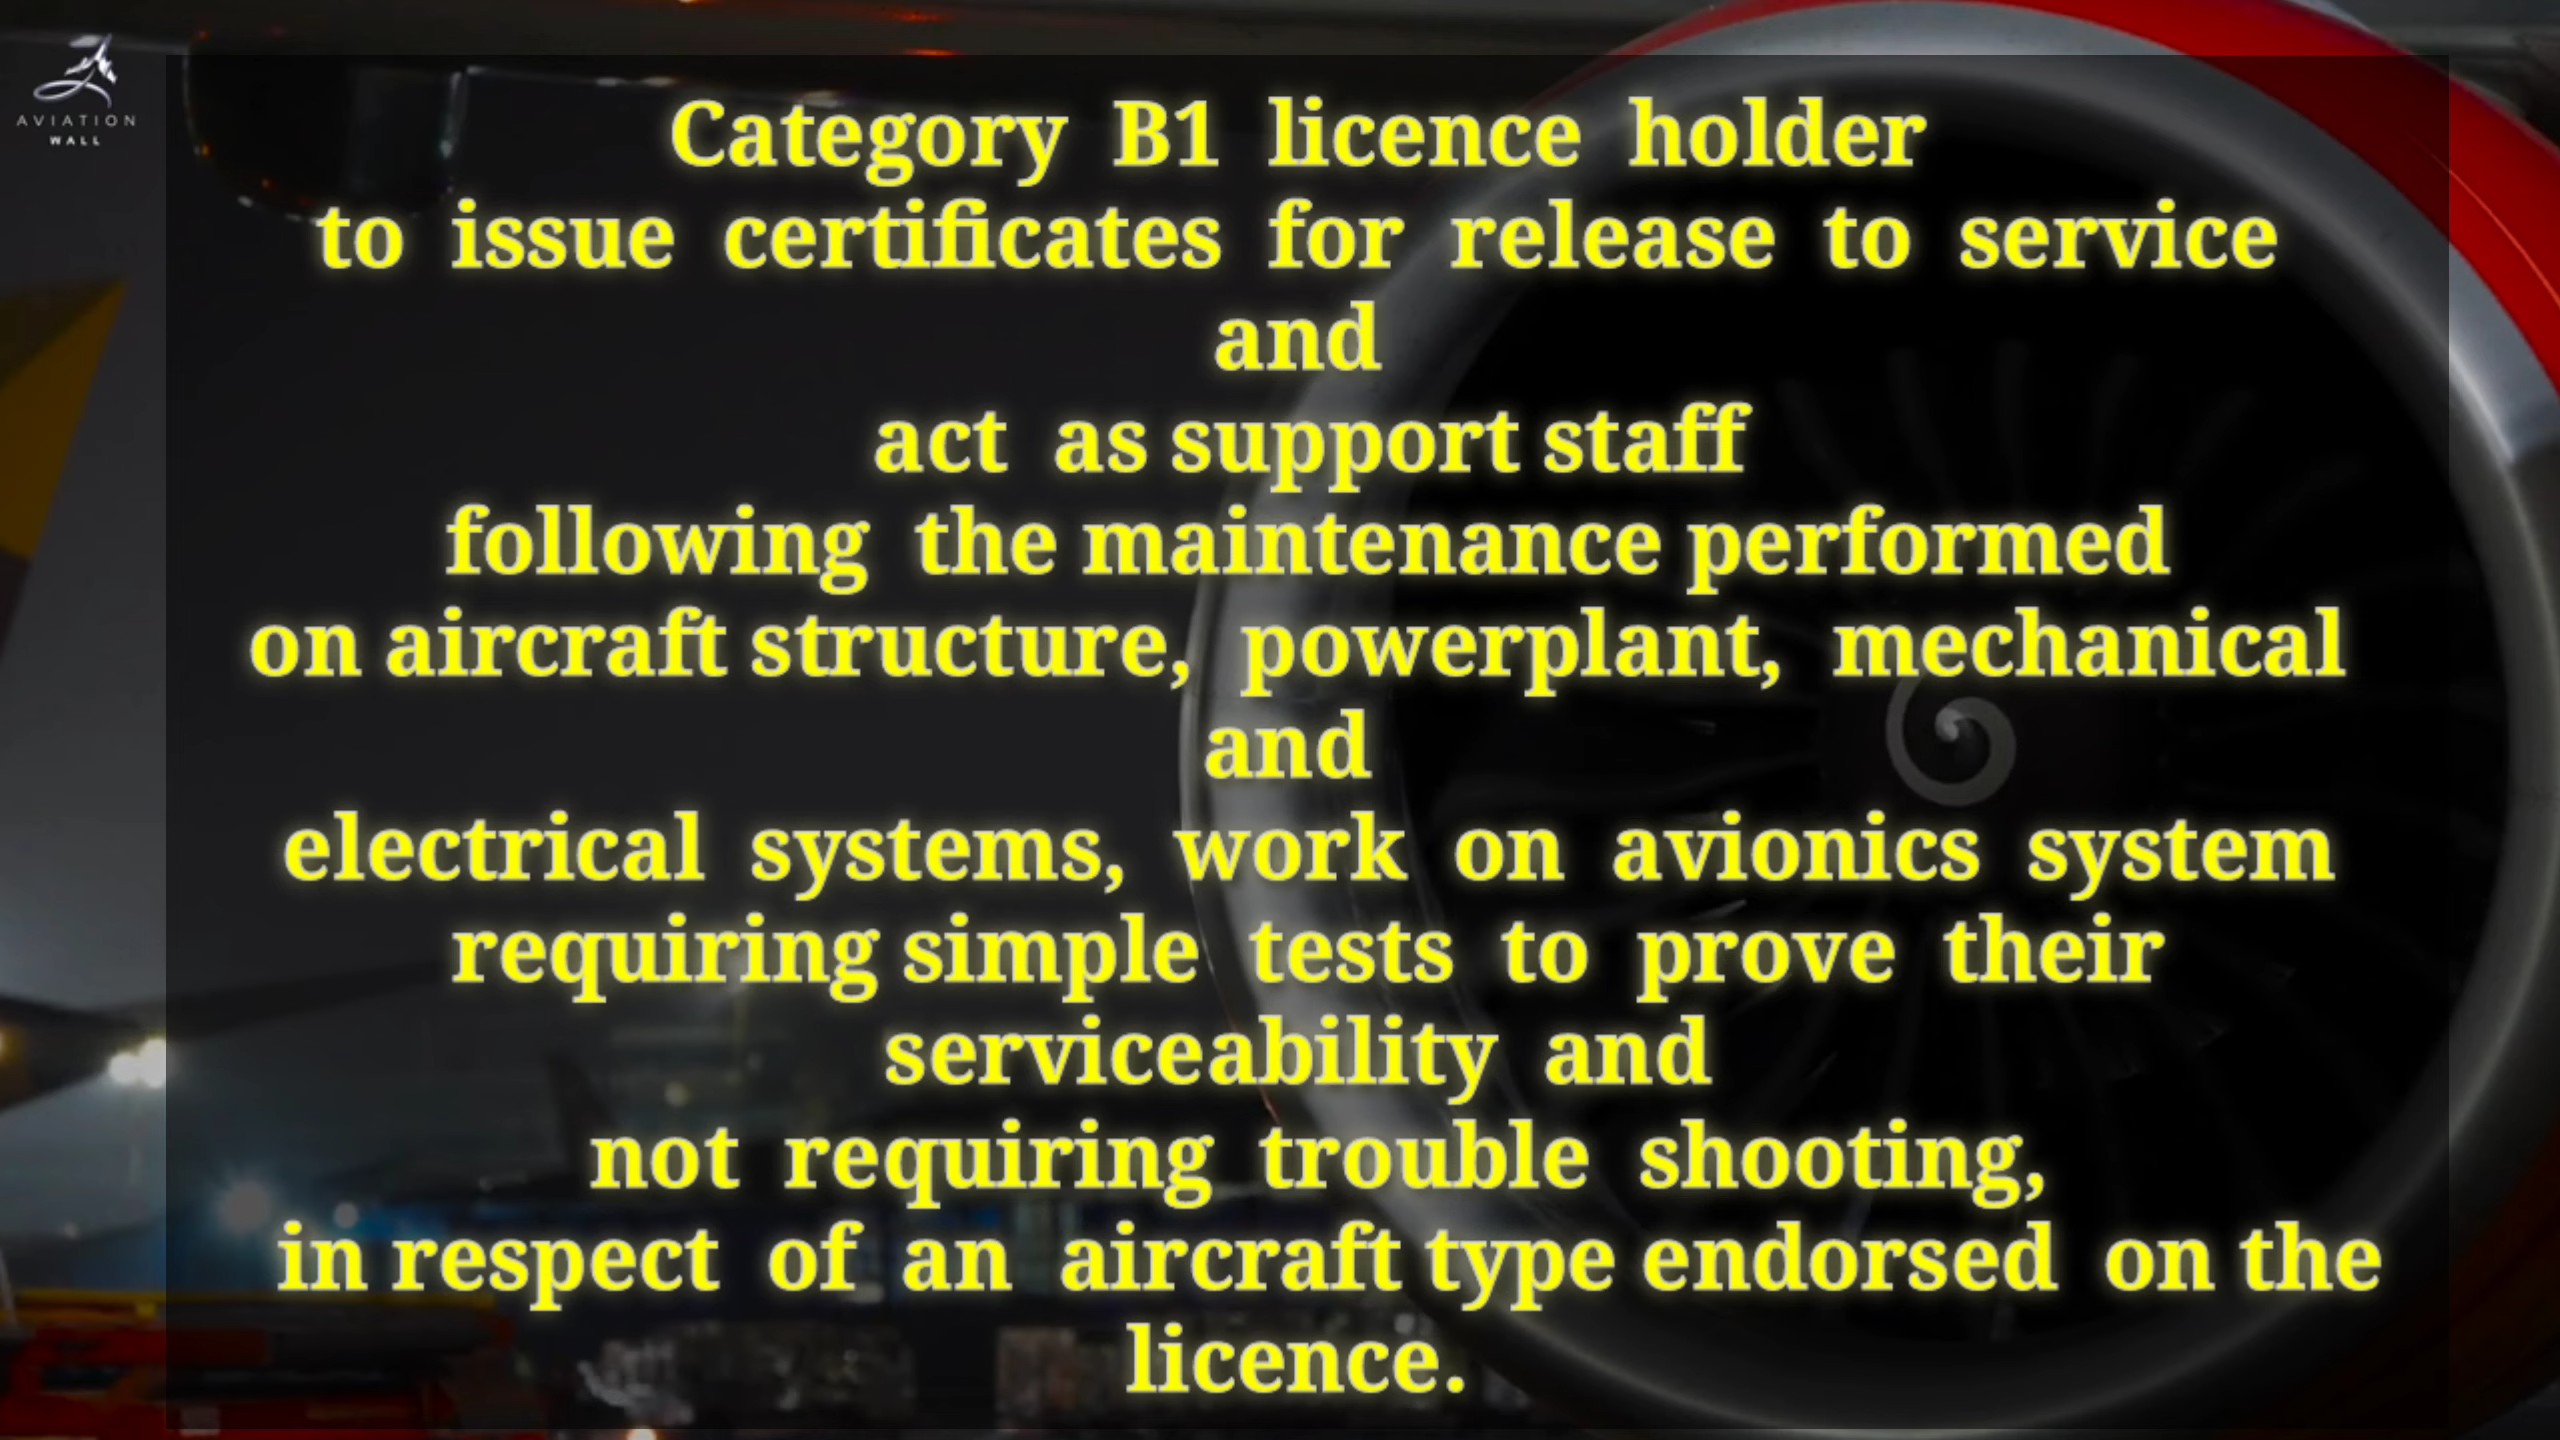 AVIATION
WALL
Category B1 licence holder
to issue certificates for release to service
and
act as support staff
following the maintenance performed
on aircraft structure, powerplant, mechanical
and
electrical systems, work on avionics system
requiring simple tests to prove their
serviceability and
not requiring trouble shooting,
in respect of an aircraft type endorsed on the
licence.